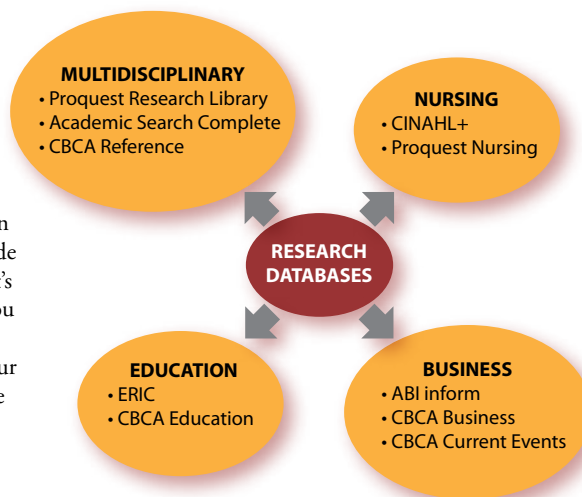 MULTIDISCIPLINARY
• Proquest Research Library
• Academic Search Complete
• CBCA Reference
NURSING
• CINAHL+
• Proquest Nursing
RESEARCH
DATABASES
EDUCATION
• ERIC
• CBCA Education
BUSINESS
• ABI inform
• CBCA Business
• CBCA Current Events